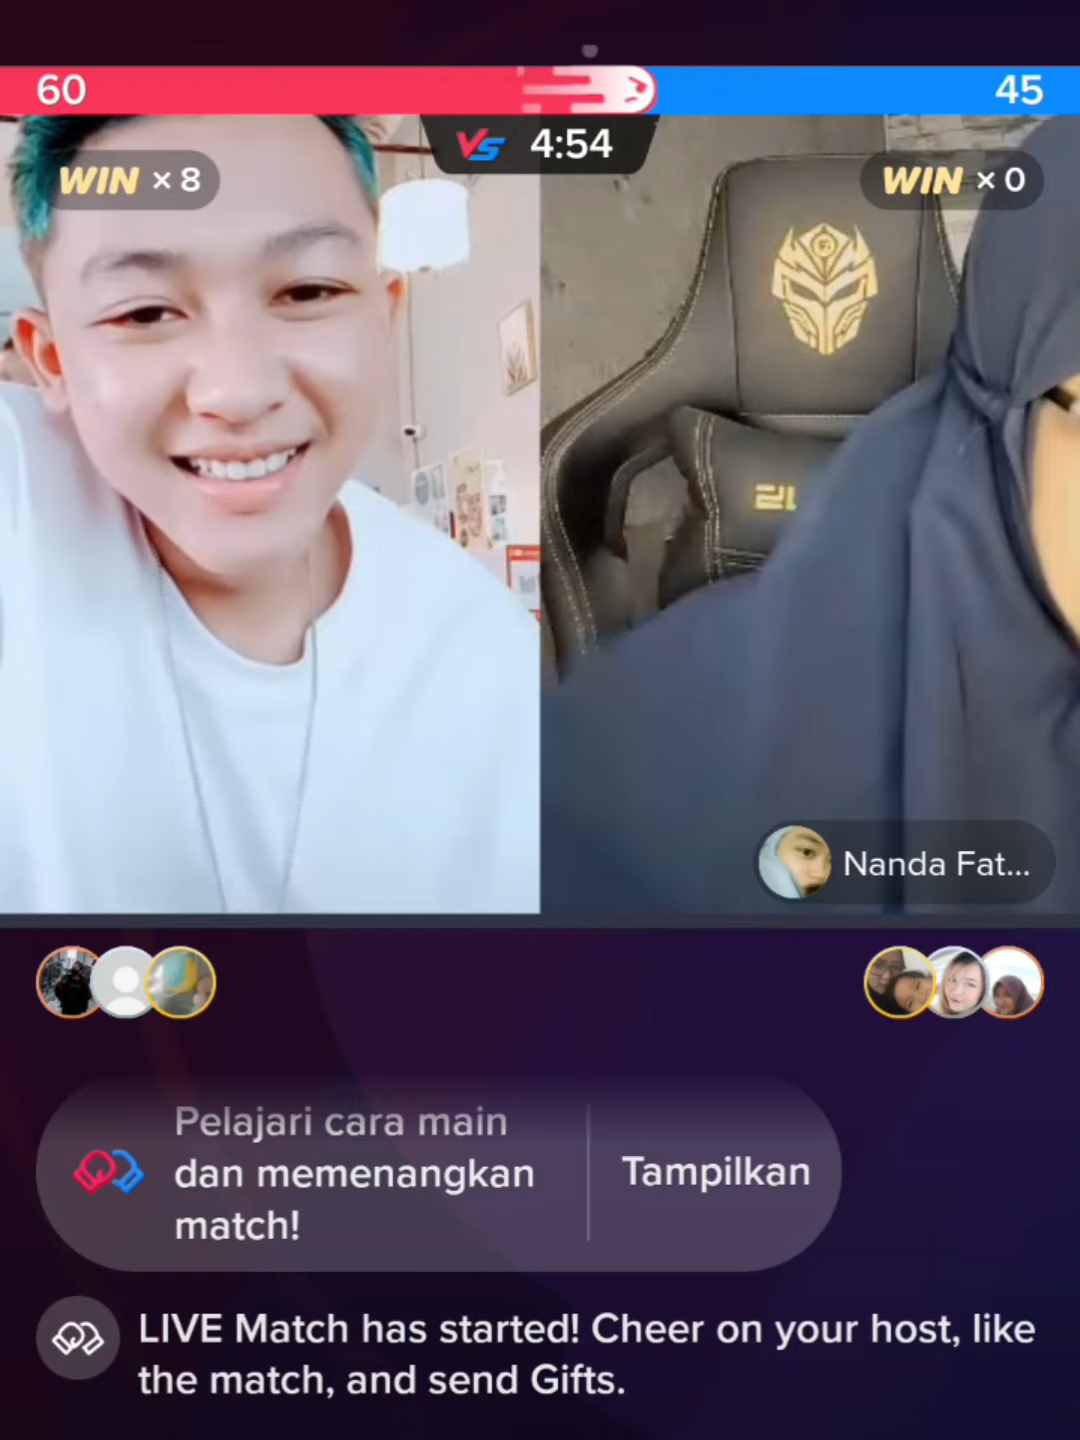 60
45
VS 4:54
WIN × 8
WIN × 0
Nanda Fat...
Pelajari cara main
dan memenangkan
match!
Tampilkan
LIVE Match has started! Cheer on your host, like
the match, and send Gifts.